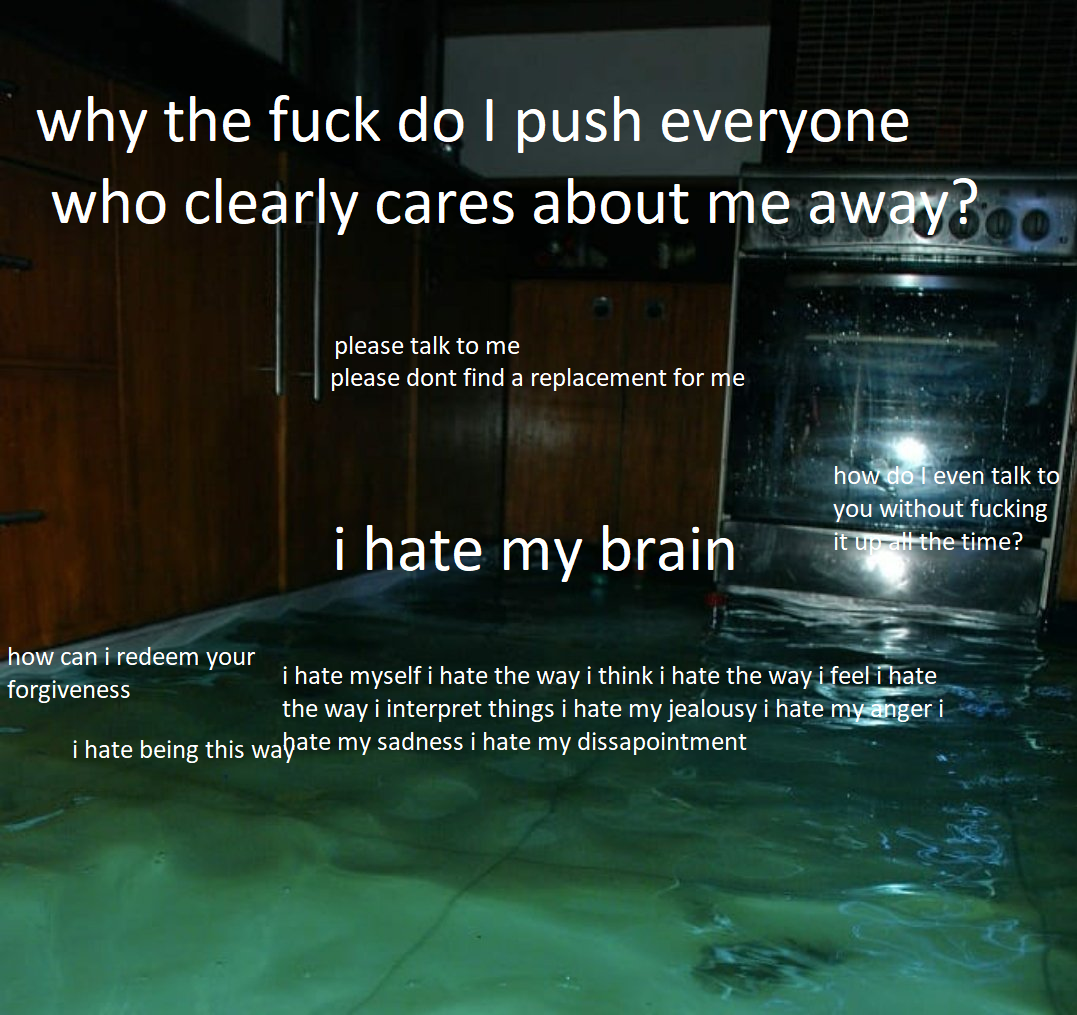 why the fuck do I push everyone
who clearly cares about me away?
please talk to me
please dont find a replacement for me
how do I even talk to
you without fucking
it up all the time?
i hate my brain
how can i redeem your
forgiveness
i hate myself i hate the way i think i hate the way i feel i hate
the way i interpret things i hate my jealousy i hate my anger i
hate my sadness i hate my dissapointment
i hate being this way